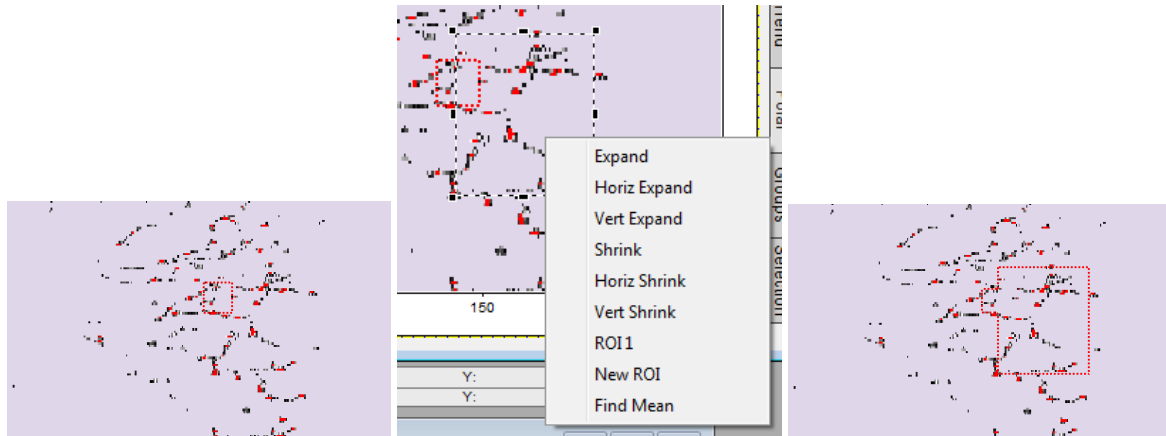 Expand
Horiz Expand
Vert Expand
Shrink
Horiz Shrink
Vert Shrink
ROI 1
New ROI
Find Mean
Groups
Selection
150
Y:
Y: